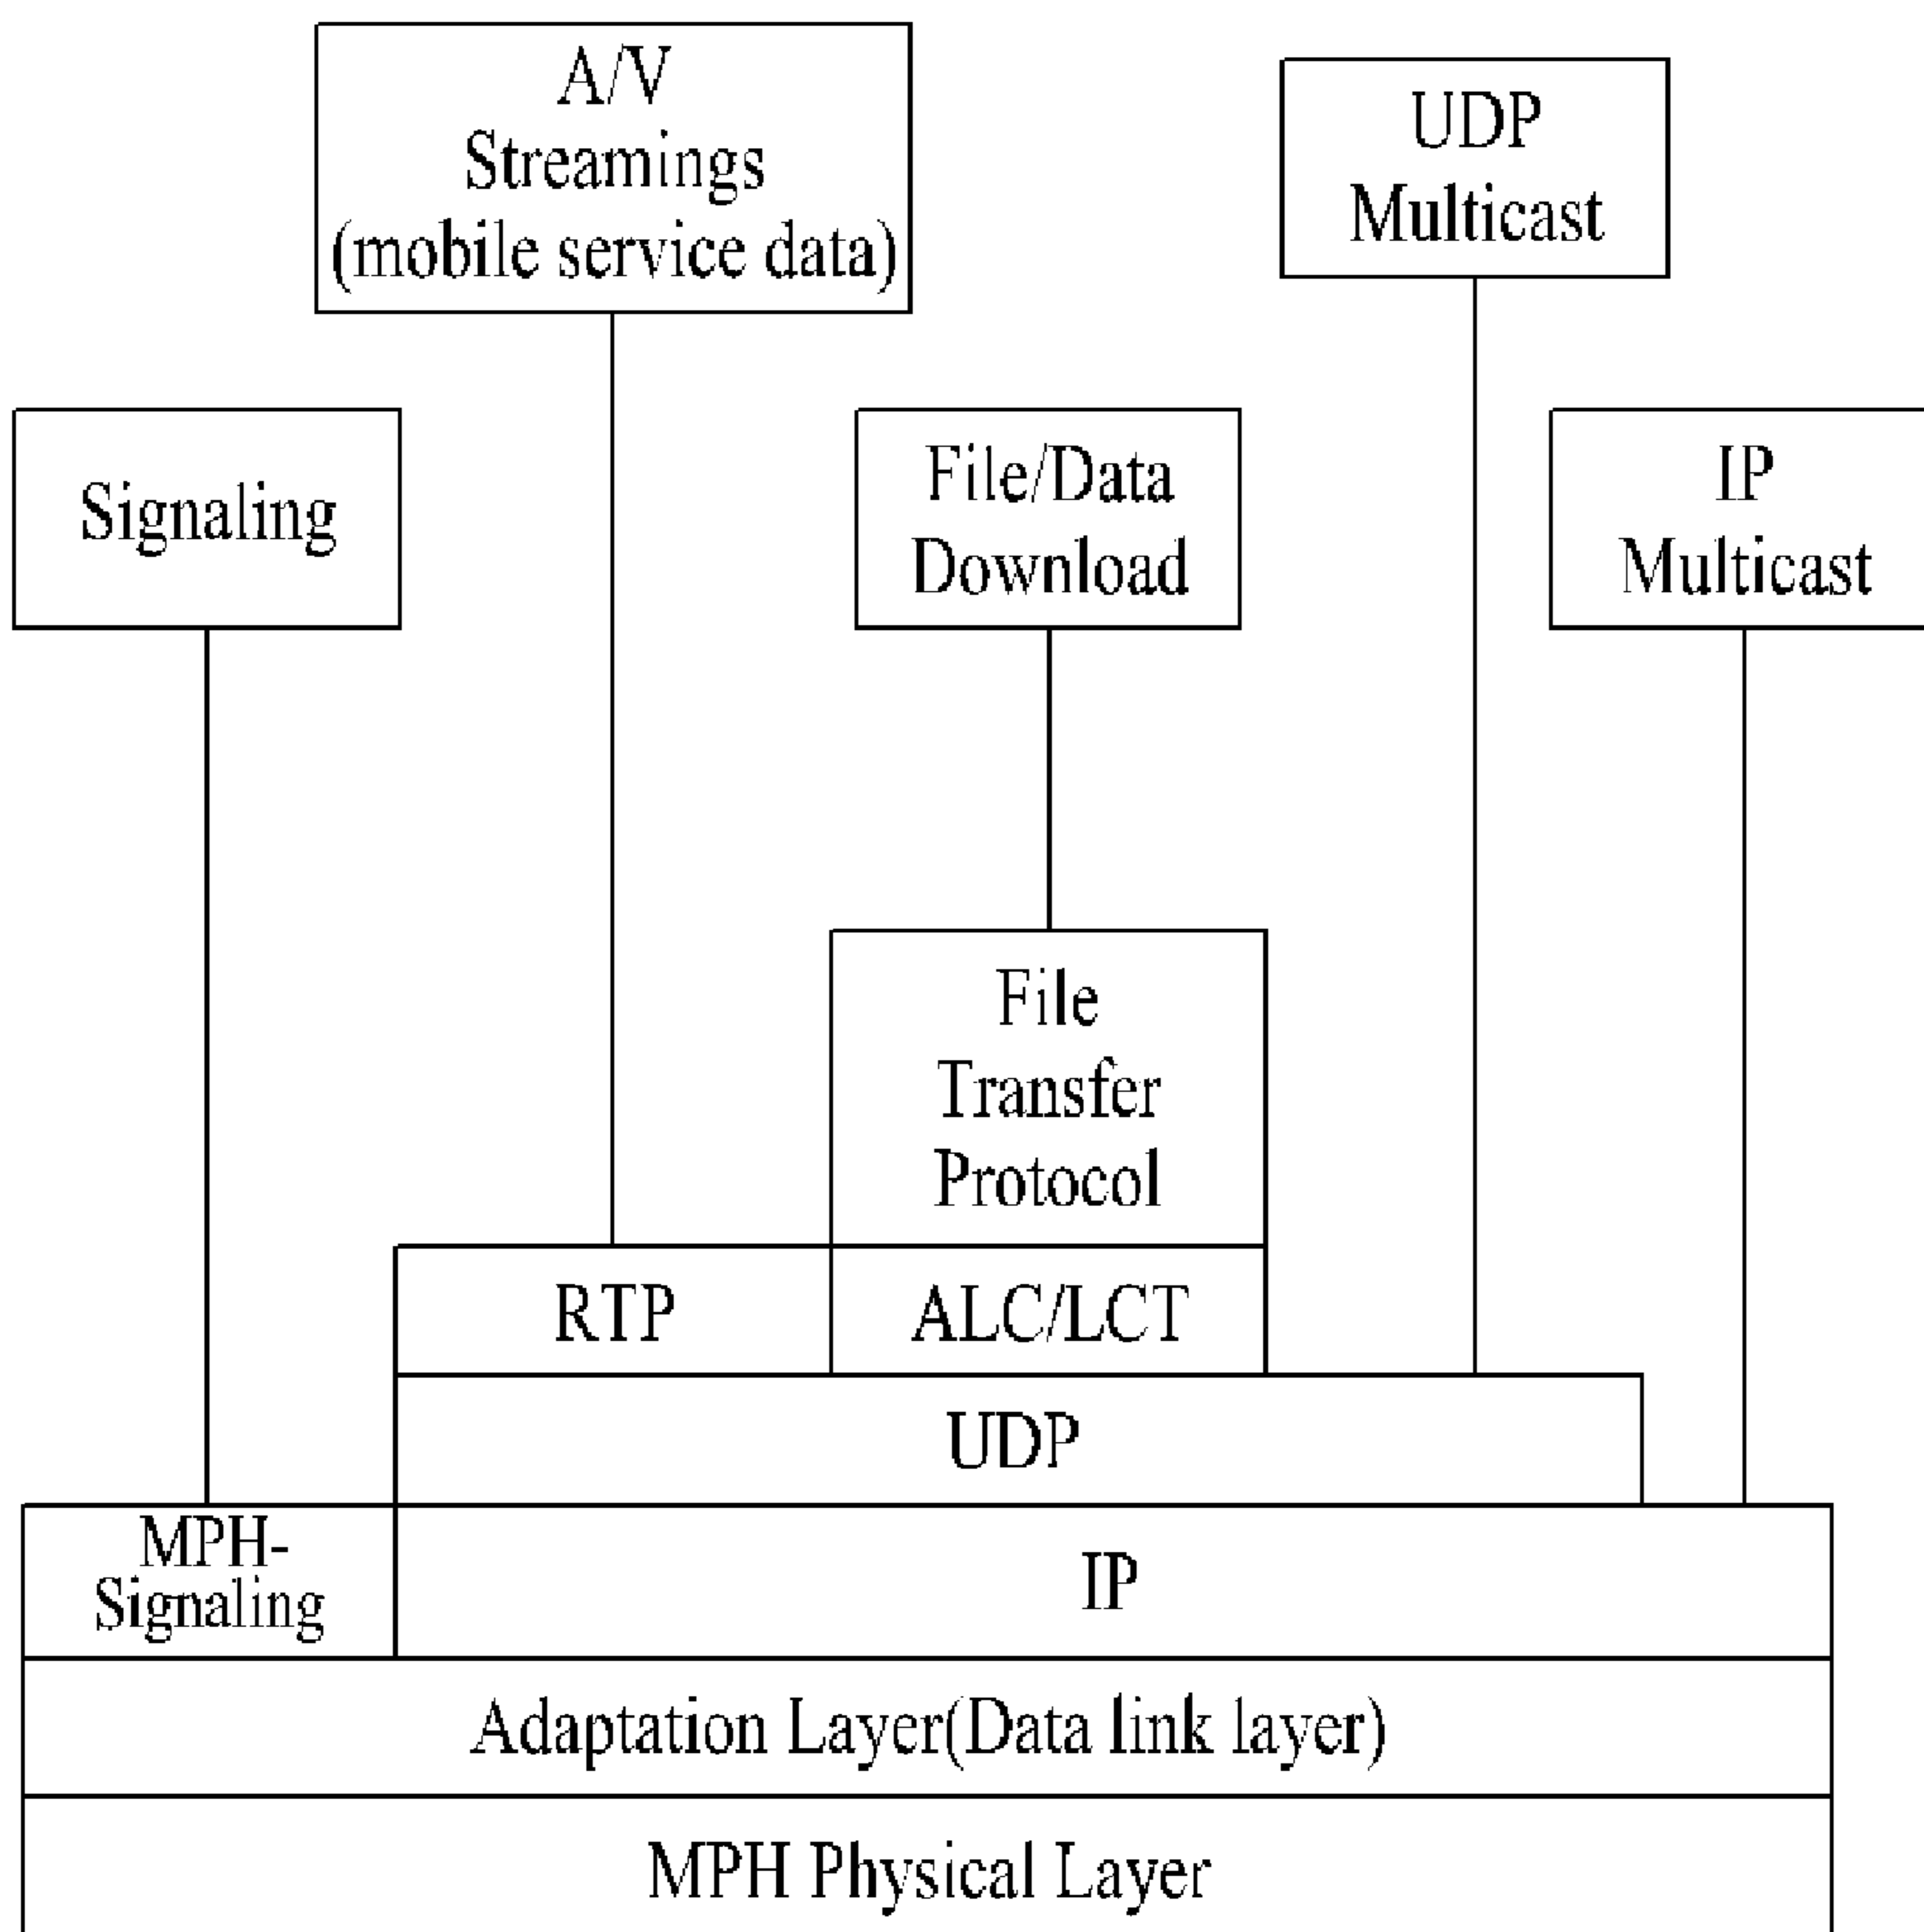 A/V
Streamings
(mobile service data)
UDP
Multicast
Signaling
File/Data
Download
IP
Multicast
File
Transfer
Protocol
RTP
ALC/LCT
UDP
MPH-
Signaling
IP
Adaptation Layer(Data link layer)
MPH Physical Layer